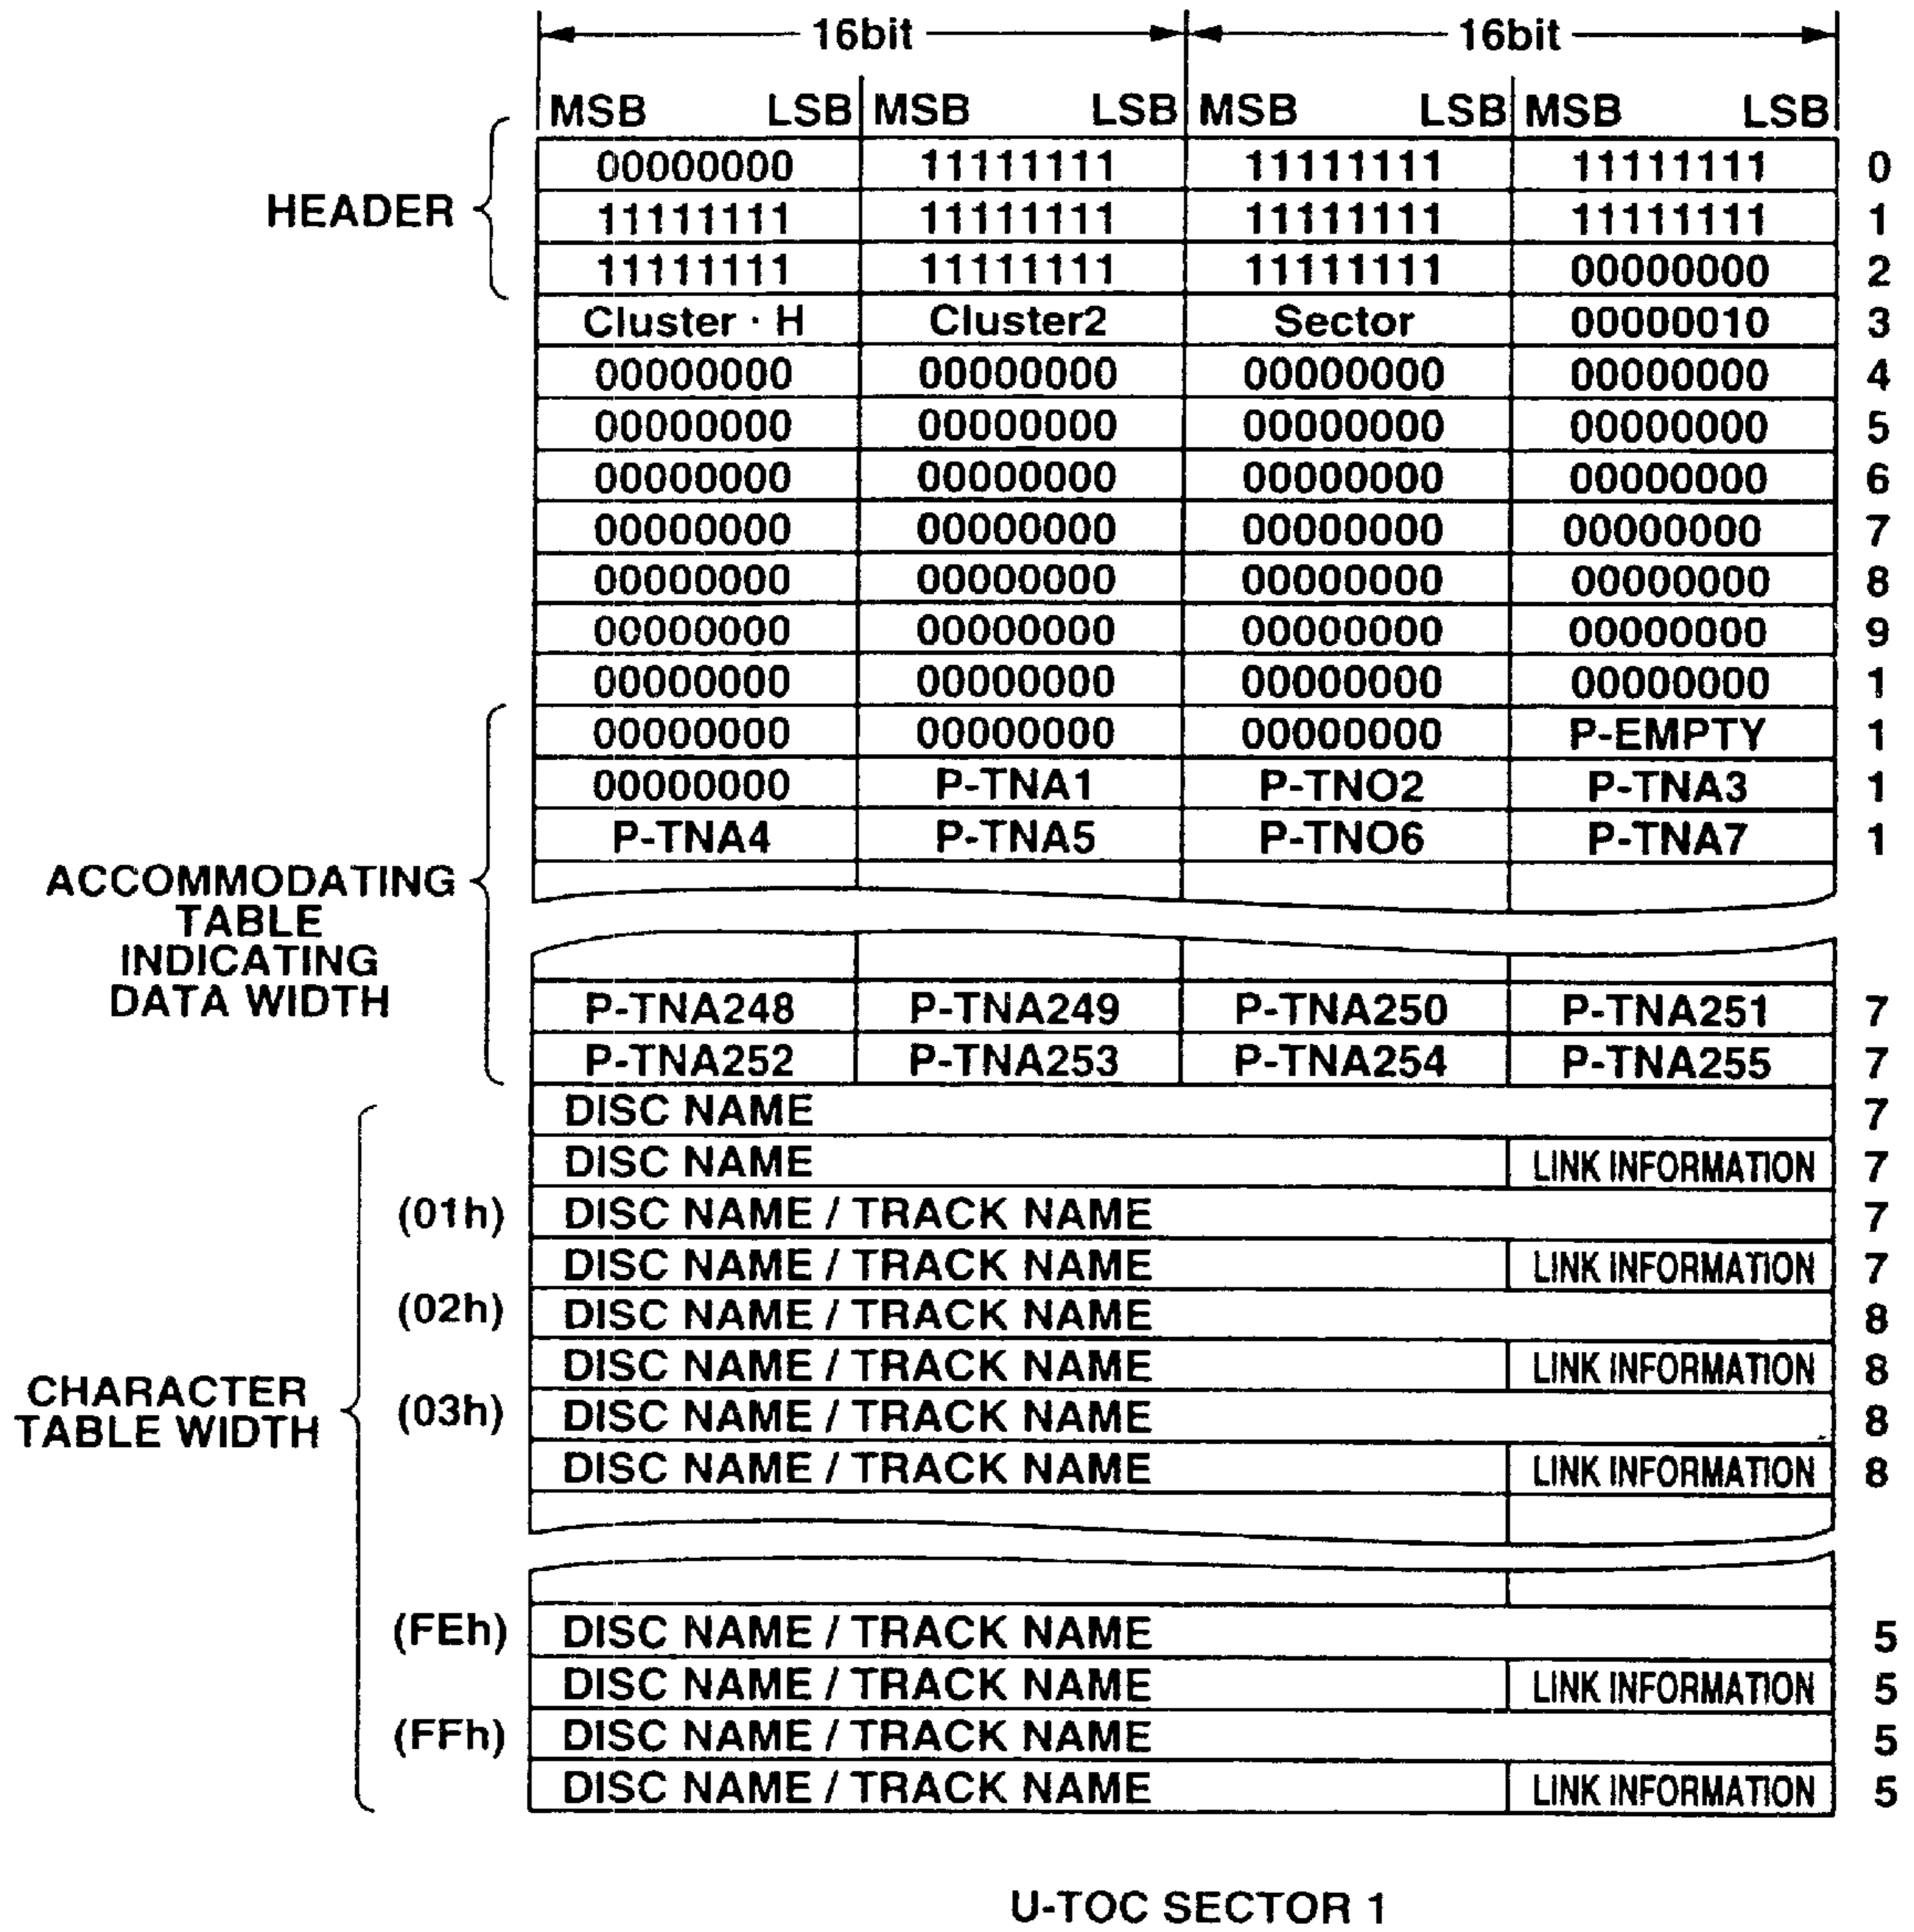 16bit 16bit
MSB LSB MSB LSB MSB LSB MSB LSB
HEADER
00000000 11111111 11111111 11111111 0
11111111 11111111 11111111 11111111 1
11111111 11111111 11111111 00000000 2
Cluster · H Cluster2 Sector 00000010 3
00000000 00000000 00000000 00000000 4
00000000 00000000 00000000 00000000 5
00000000 00000000 00000000 00000000 6
00000000 00000000 00000000 00000000 7
00000000 00000000 00000000 00000000 8
00000000 00000000 00000000 00000000 9
00000000 00000000 00000000 00000000 1
00000000 00000000 00000000 P-EMPTY 1
00000000 P-TNA1 P-TNO2 P-TNA3 1
P-TNA4 P-TNA5 P-TNO6 P-TNA7 1
ACCOMMODATING
TABLE
INDICATING
DATA WIDTH
P-TNA248 P-TNA249 P-TNA250 P-TNA251 7
P-TNA252 P-TNA253 P-TNA254 P-TNA255 7
DISC NAME 7
DISC NAME LINK INFORMATION 7
(01h) DISC NAME / TRACK NAME 7
DISC NAME / TRACK NAME LINK INFORMATION 7
(02h) DISC NAME / TRACK NAME 8
DISC NAME / TRACK NAME LINK INFORMATION 8
CHARACTER
TABLE WIDTH
(03h) DISC NAME / TRACK NAME 8
DISC NAME / TRACK NAME LINK INFORMATION 8
(FEh) DISC NAME / TRACK NAME 5
DISC NAME / TRACK NAME LINK INFORMATION 5
(FFh) DISC NAME / TRACK NAME 5
DISC NAME / TRACK NAME LINK INFORMATION 5
U-TOC SECTOR 1